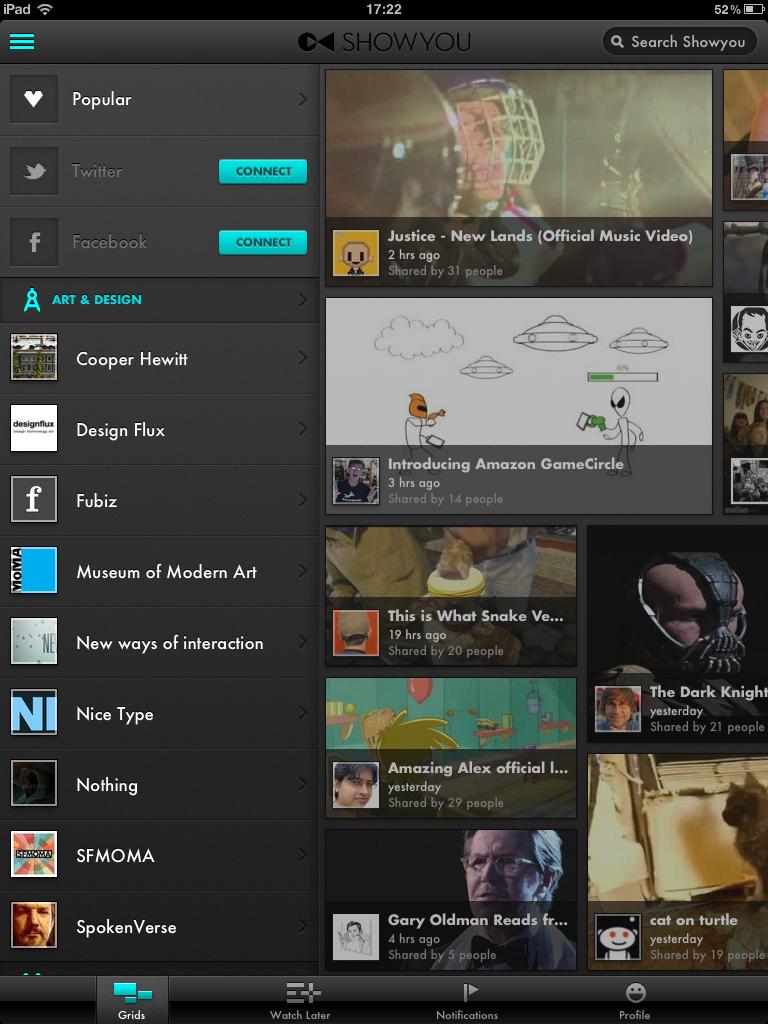 iPad
17:22
52%
SHOWYOU
Search Showyou
Popular
Twitter
CONNECT
Facebook
CONNECT
ART & DESIGN
Cooper Hewitt
designflux
Design Flux
f
Fubiz
MOMA
Museum of Modern Art
NE
New ways of interaction
NI
Nice Type
Nothing
SFMOMA
SFMOMA
SpokenVerse
Justice - New Lands (Official Music Video)
2 hrs ago
Shared by 31 people
40%
Introducing Amazon GameCircle
3 hrs ago
Shared by 14 people
This is What Snake Ve...
19 hrs ago
Shared by 20 people
The Dark Knight
yesterday
Shared by 21 people
Amazing Alex official l...
yesterday
Shared by 29 people
Gary Oldman Reads fr...
4 hrs ago
Shared by 5 people
cat on turtle
yesterday
Shared by 19 people
Grids
Watch Later
Notifications
Profile